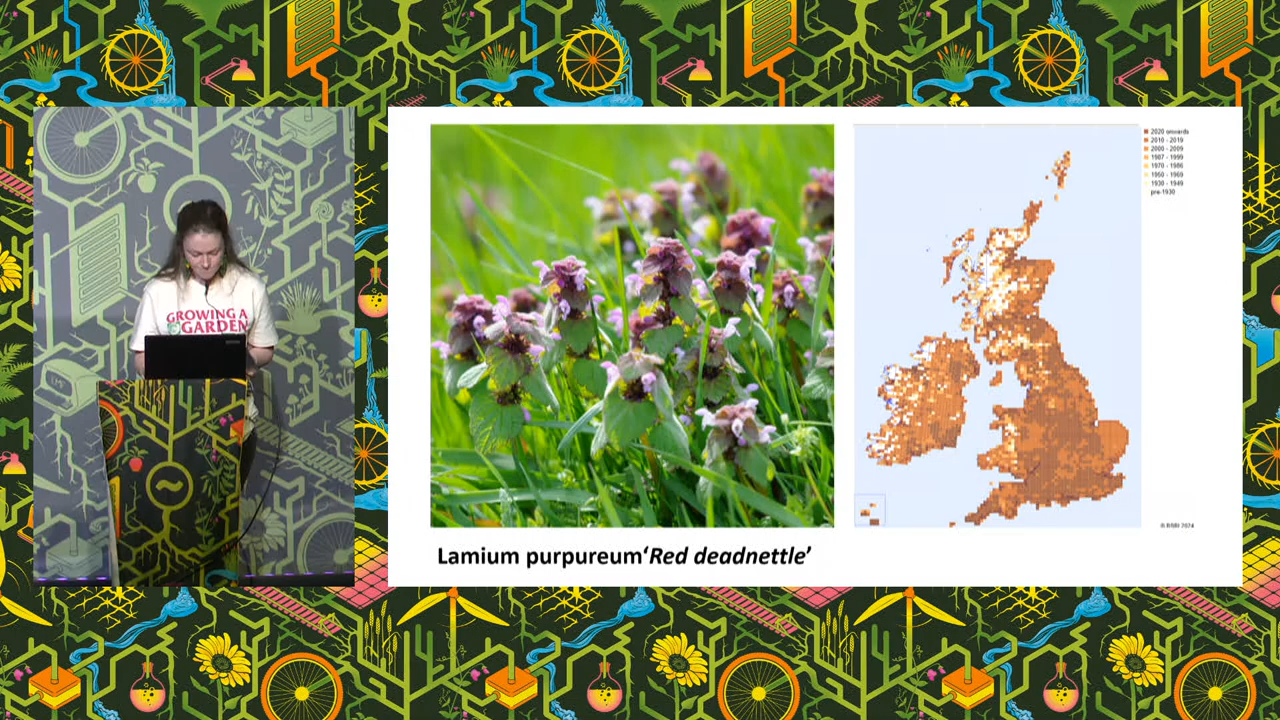 GROWING A
GARDEN
2020 onwards
2010 - 2019
2000 - 2009
1987 - 1999
1970 - 1986
1950 - 1969
1930 - 1949
pre-1930
© BSBI 2024
Lamium purpureum‘Red deadnettle’